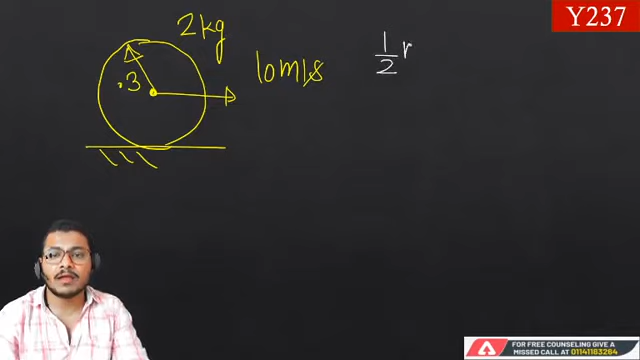 Y237
2kg
.3
10m/s
1/2 m
FOR FREE COUNSELING GIVE A
MISSED CALL AT 01141183264